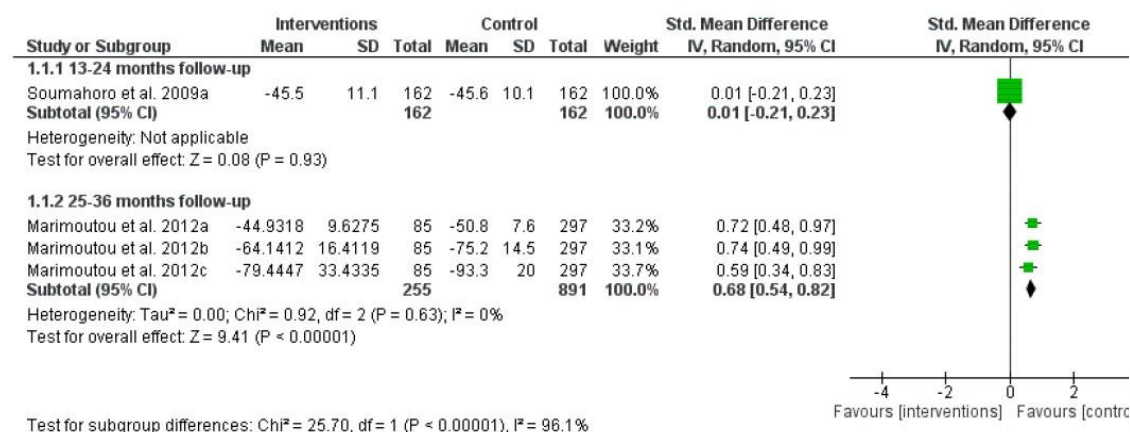 Interventions Control Std. Mean Difference Std. Mean Difference
Study or Subgroup Mean SD Total Mean SD Total Weight IV, Random, 95% CI IV, Random, 95% CI
1.1.1 13-24 months follow-up
Soumahoro et al. 2009a -45.5 11.1 162 -45.6 10.1 162 100.0% 0.01 [-0.21, 0.23]
Subtotal (95% CI) 162 162 100.0% 0.01 [-0.21, 0.23]
Heterogeneity: Not applicable
Test for overall effect: Z = 0.08 (P = 0.93)
1.1.2 25-36 months follow-up
Marimoutou et al. 2012a -44.9318 9.6275 85 -50.8 7.6 297 33.2% 0.72 [0.48, 0.97]
Marimoutou et al. 2012b -64.1412 16.4119 85 -75.2 14.5 297 33.1% 0.74 [0.49, 0.99]
Marimoutou et al. 2012c -79.4447 33.4335 85 -93.3 20 297 33.7% 0.59 [0.34, 0.83]
Subtotal (95% CI) 255 891 100.0% 0.68 [0.54, 0.82]
Heterogeneity: Tau² = 0.00; Chi² = 0.92, df = 2 (P = 0.63); I² = 0%
Test for overall effect: Z = 9.41 (P < 0.00001)
-4 -2 0 2
Favours [interventions] Favours [contro
Test for subgroup differences: Chi² = 25.70, df = 1 (P < 0.00001), I² = 96.1%